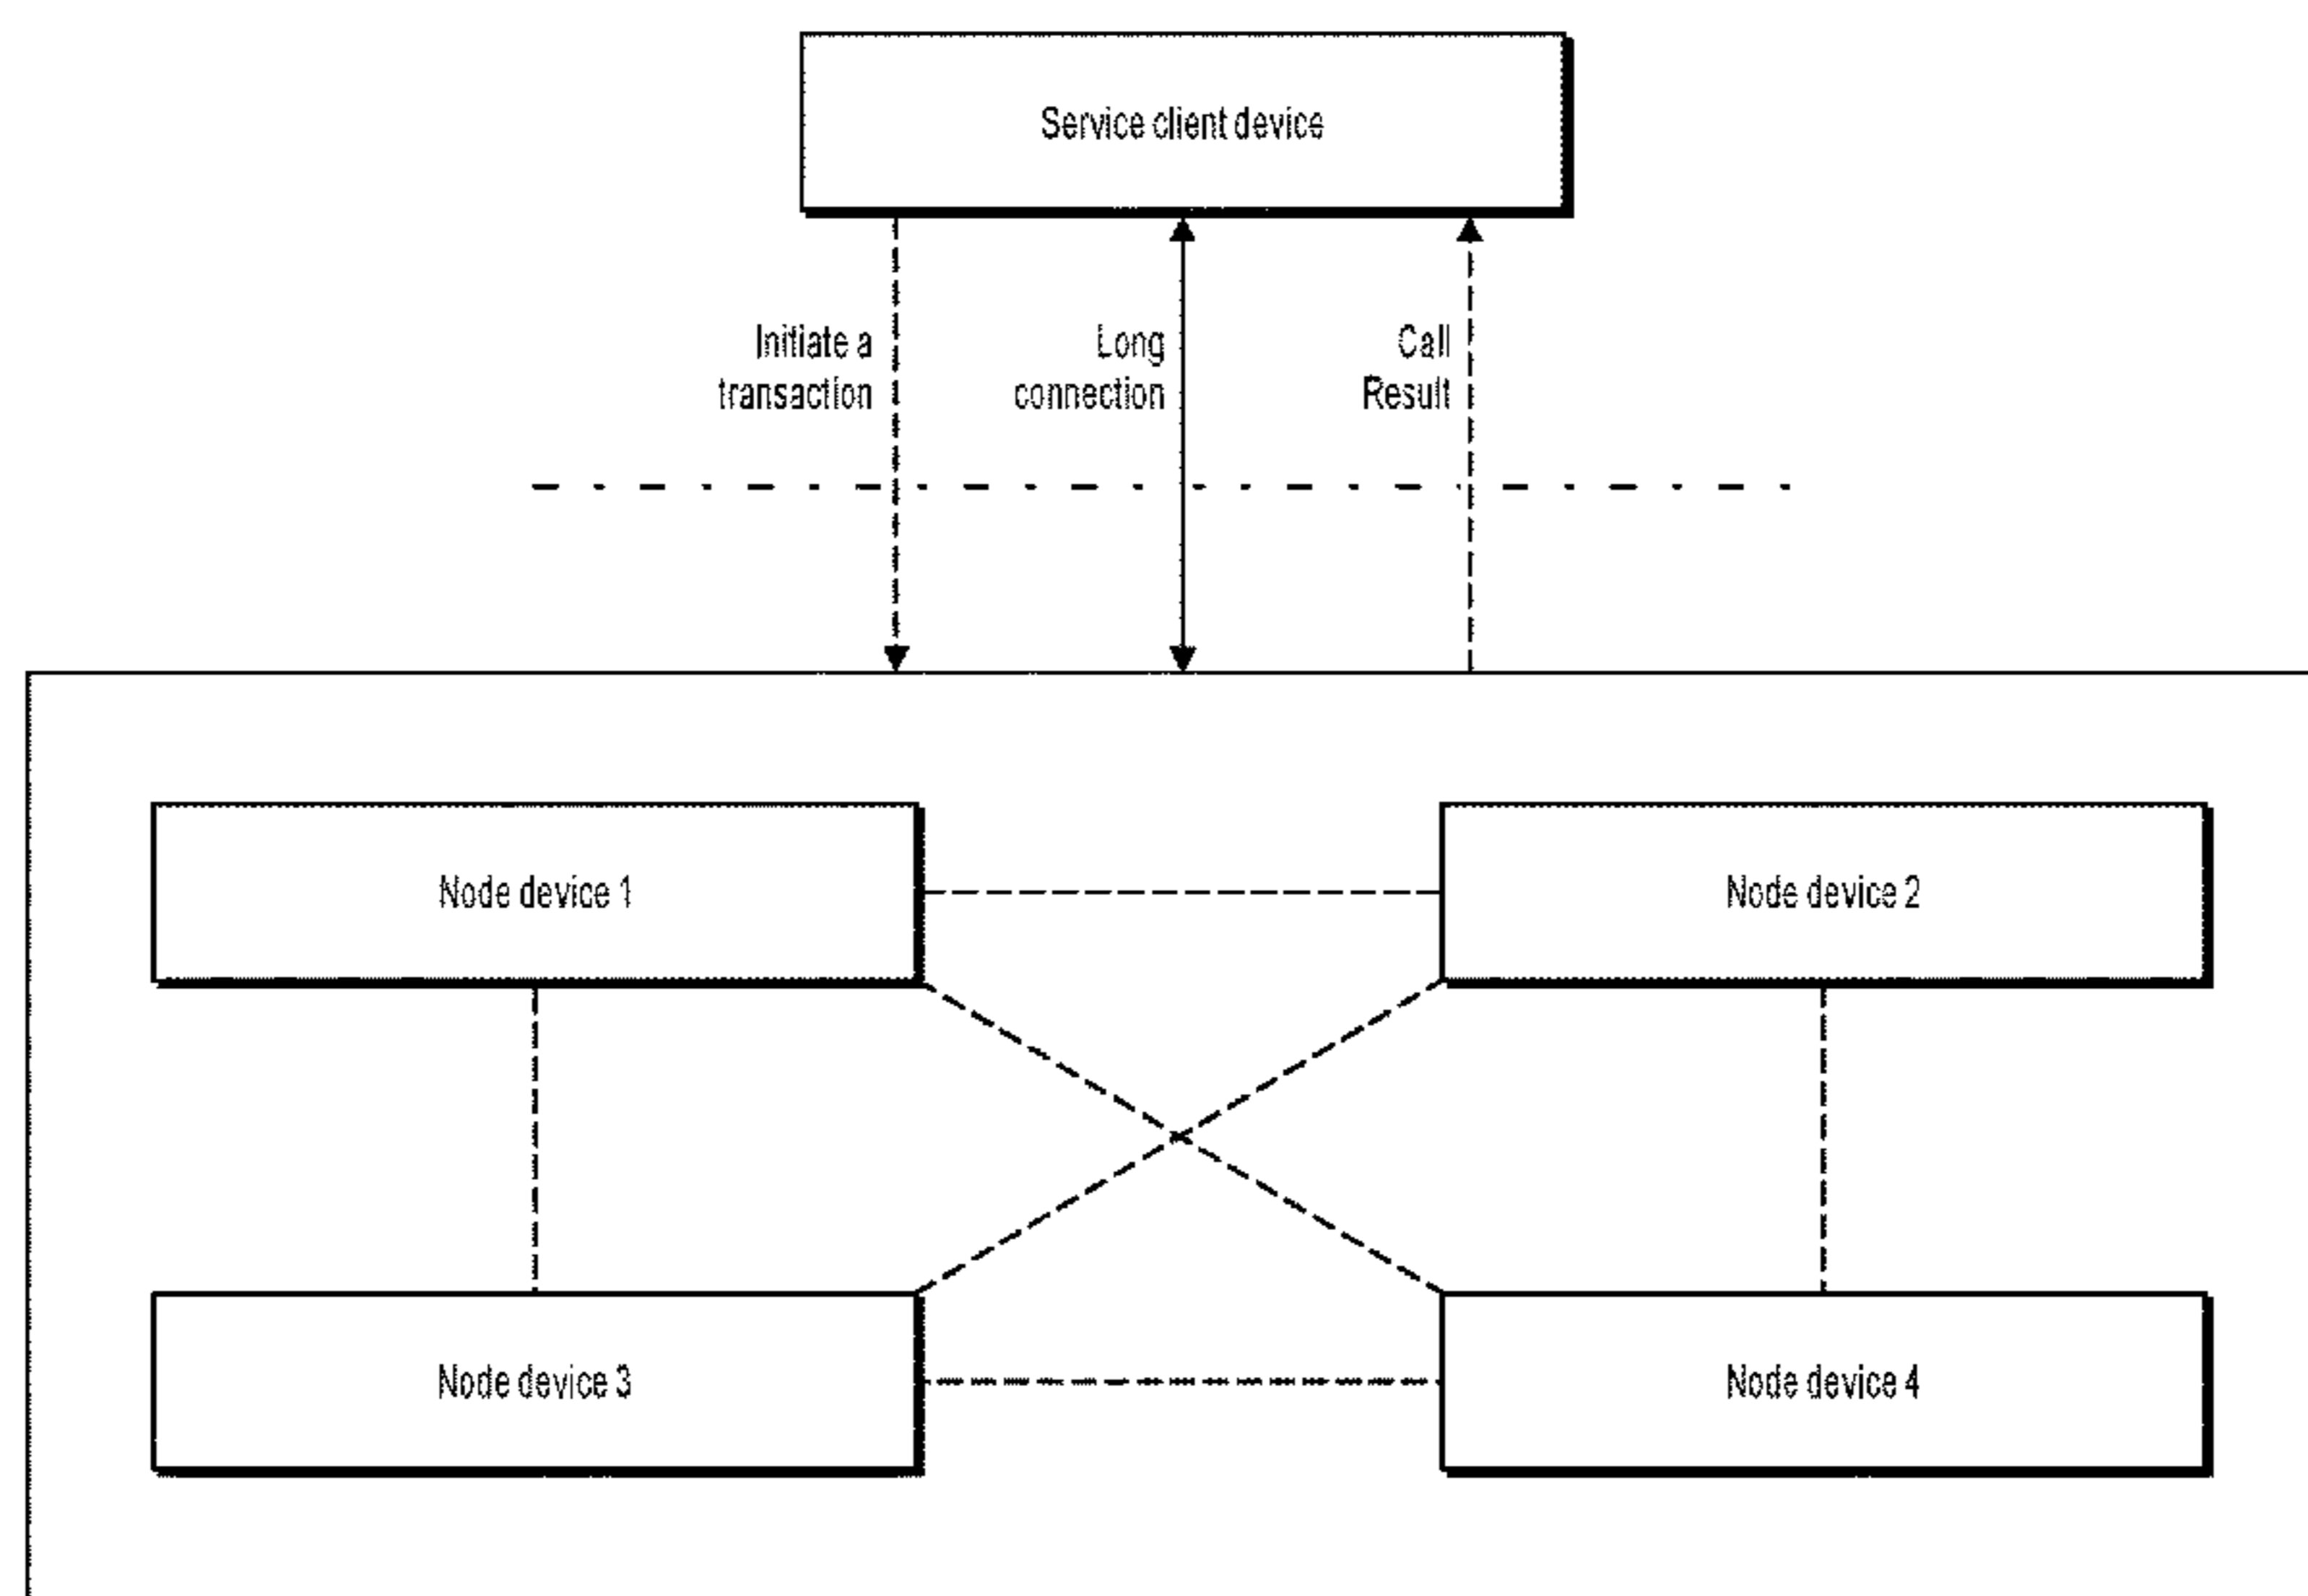 Service client device
Initiate a
transaction
Long
connection
Call
Result
Node device 1
Node device 2
Node device 3
Node device 4